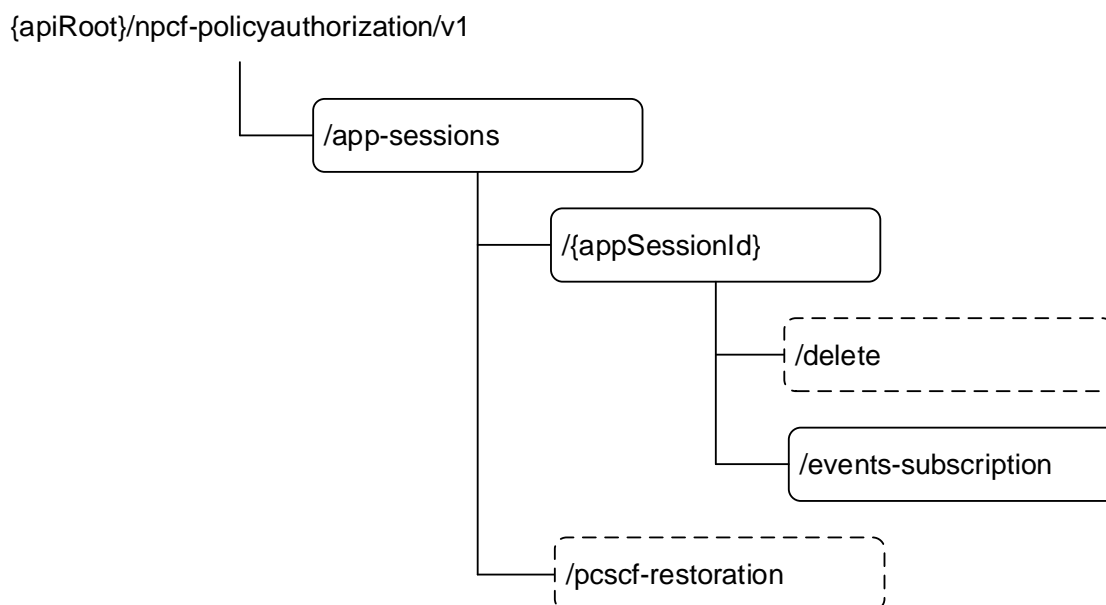 {apiRoot}/npcf-policyauthorization/v1
/app-sessions
/{appSessionId}
/delete
/events-subscription
/pcscf-restoration